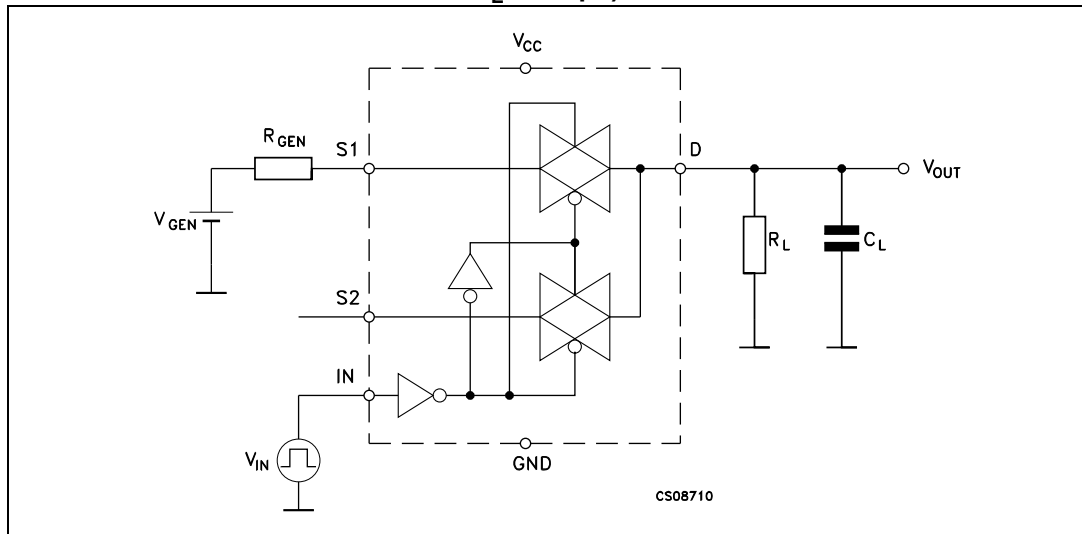 V_CC
R_GEN
S1
D
V_OUT
V_GEN
R_L
C_L
S2
IN
V_IN
GND
CS08710